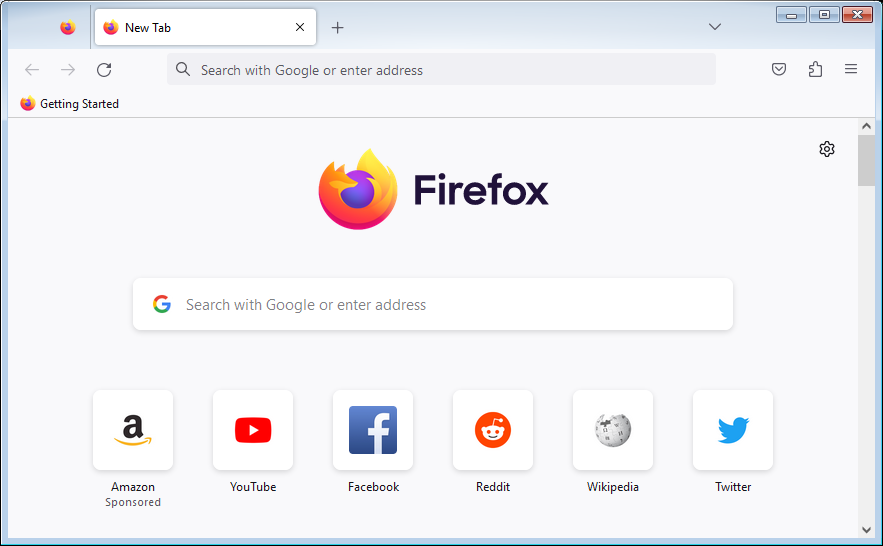 New Tab
Search with Google or enter address
Getting Started
Firefox
Search with Google or enter address
Amazon YouTube Facebook Reddit Wikipedia Twitter
Sponsored